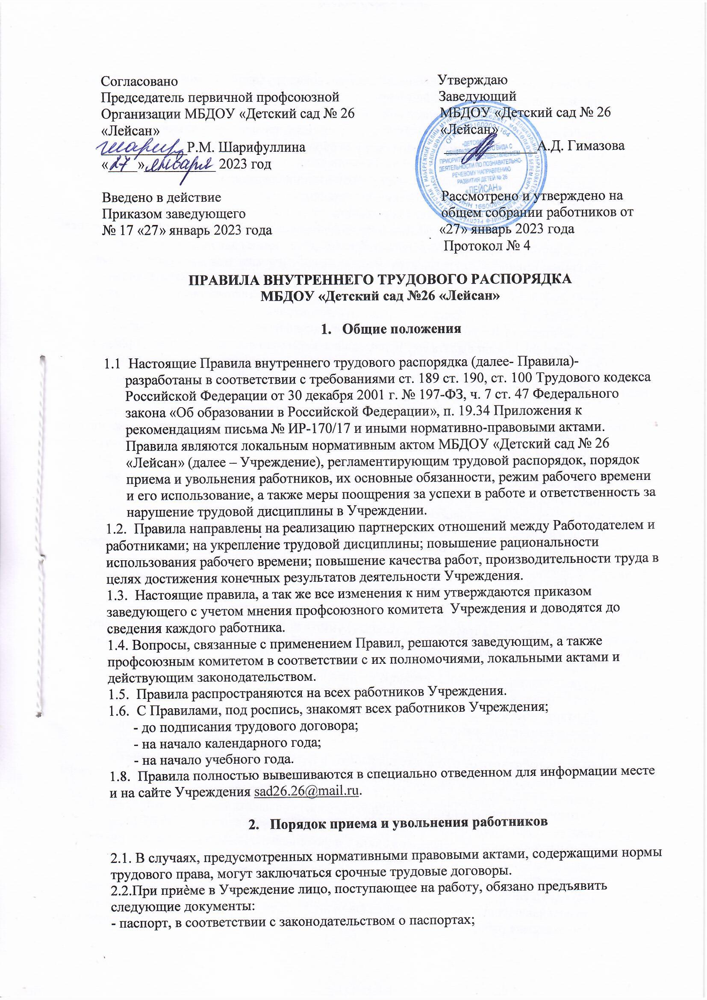 Согласовано
Председатель первичной профсоюзной
Организации МБДОУ «Детский сад № 26
«Лейсан»
Р.М. Шарифуллина
«27» января 2023 год
Утверждаю
Заведующий
МБДОУ «Детский сад № 26
«Лейсан»
А.Д. Гимазова
РЕЧЕВОМУ НАПРАВЛЕНИЮ
РАЗВИТИЯ ДЕТЕЙ № 26
«ЛЕЙСАН»
Введено в действие
Приказом заведующего
№ 17 «27» январь 2023 года
Рассмотрено и утверждено на
общем собрании работников от
«27» январь 2023 года
Протокол № 4
ПРАВИЛА ВНУТРЕННЕГО ТРУДОВОГО РАСПОРЯДКА
МБДОУ «Детский сад №26 «Лейсан»
1. Общие положения
1.1 Настоящие Правила внутреннего трудового распорядка (далее- Правила)-
разработаны в соответствии с требованиями ст. 189 ст. 190, ст. 100 Трудового кодекса
Российской Федерации от 30 декабря 2001 г. № 197-ФЗ, ч. 7 ст. 47 Федерального
закона «Об образовании в Российской Федерации», п. 19.34 Приложения к
рекомендациям письма № ИР-170/17 и иными нормативно-правовыми актами.
Правила являются локальным нормативным актом МБДОУ «Детский сад № 26
«Лейсан» (далее – Учреждение), регламентирующим трудовой распорядок, порядок
приема и увольнения работников, их основные обязанности, режим рабочего времени
и его использование, а также меры поощрения за успехи в работе и ответственность за
нарушение трудовой дисциплины в Учреждении.
1.2. Правила направлены на реализацию партнерских отношений между Работодателем и
работниками; на укрепление трудовой дисциплины; повышение рациональности
использования рабочего времени; повышение качества работ, производительности труда в
целях достижения конечных результатов деятельности Учреждения.
1.3. Настоящие правила, а так же все изменения к ним утверждаются приказом
заведующего с учетом мнения профсоюзного комитета Учреждения и доводятся до
сведения каждого работника.
1.4. Вопросы, связанные с применением Правил, решаются заведующим, а также
профсоюзным комитетом в соответствии с их полномочиями, локальными актами и
действующим законодательством.
1.5. Правила распространяются на всех работников Учреждения.
1.6. С Правилами, под роспись, знакомят всех работников Учреждения;
- до подписания трудового договора;
- на начало календарного года;
- на начало учебного года.
1.8. Правила полностью вывешиваются в специально отведенном для информации месте
и на сайте Учреждения sad26.26@mail.ru.
2. Порядок приема и увольнения работников
2.1. В случаях, предусмотренных нормативными правовыми актами, содержащими нормы
трудового права, могут заключаться срочные трудовые договоры.
2.2.При приѐме в Учреждение лицо, поступающее на работу, обязано предъявить
следующие документы:
- паспорт, в соответствии с законодательством о паспортах;